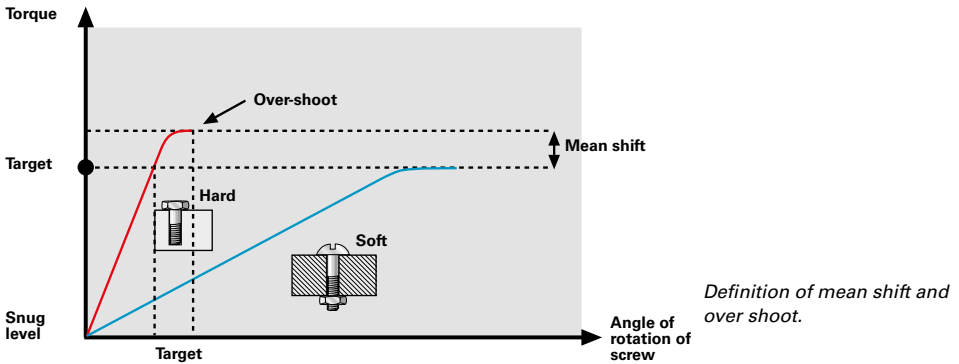 Torque
Over-shoot
Mean shift
Target
Hard
Soft
Definition of mean shift and
over shoot.
Snug
level
Angle of
rotation of
screw
Target